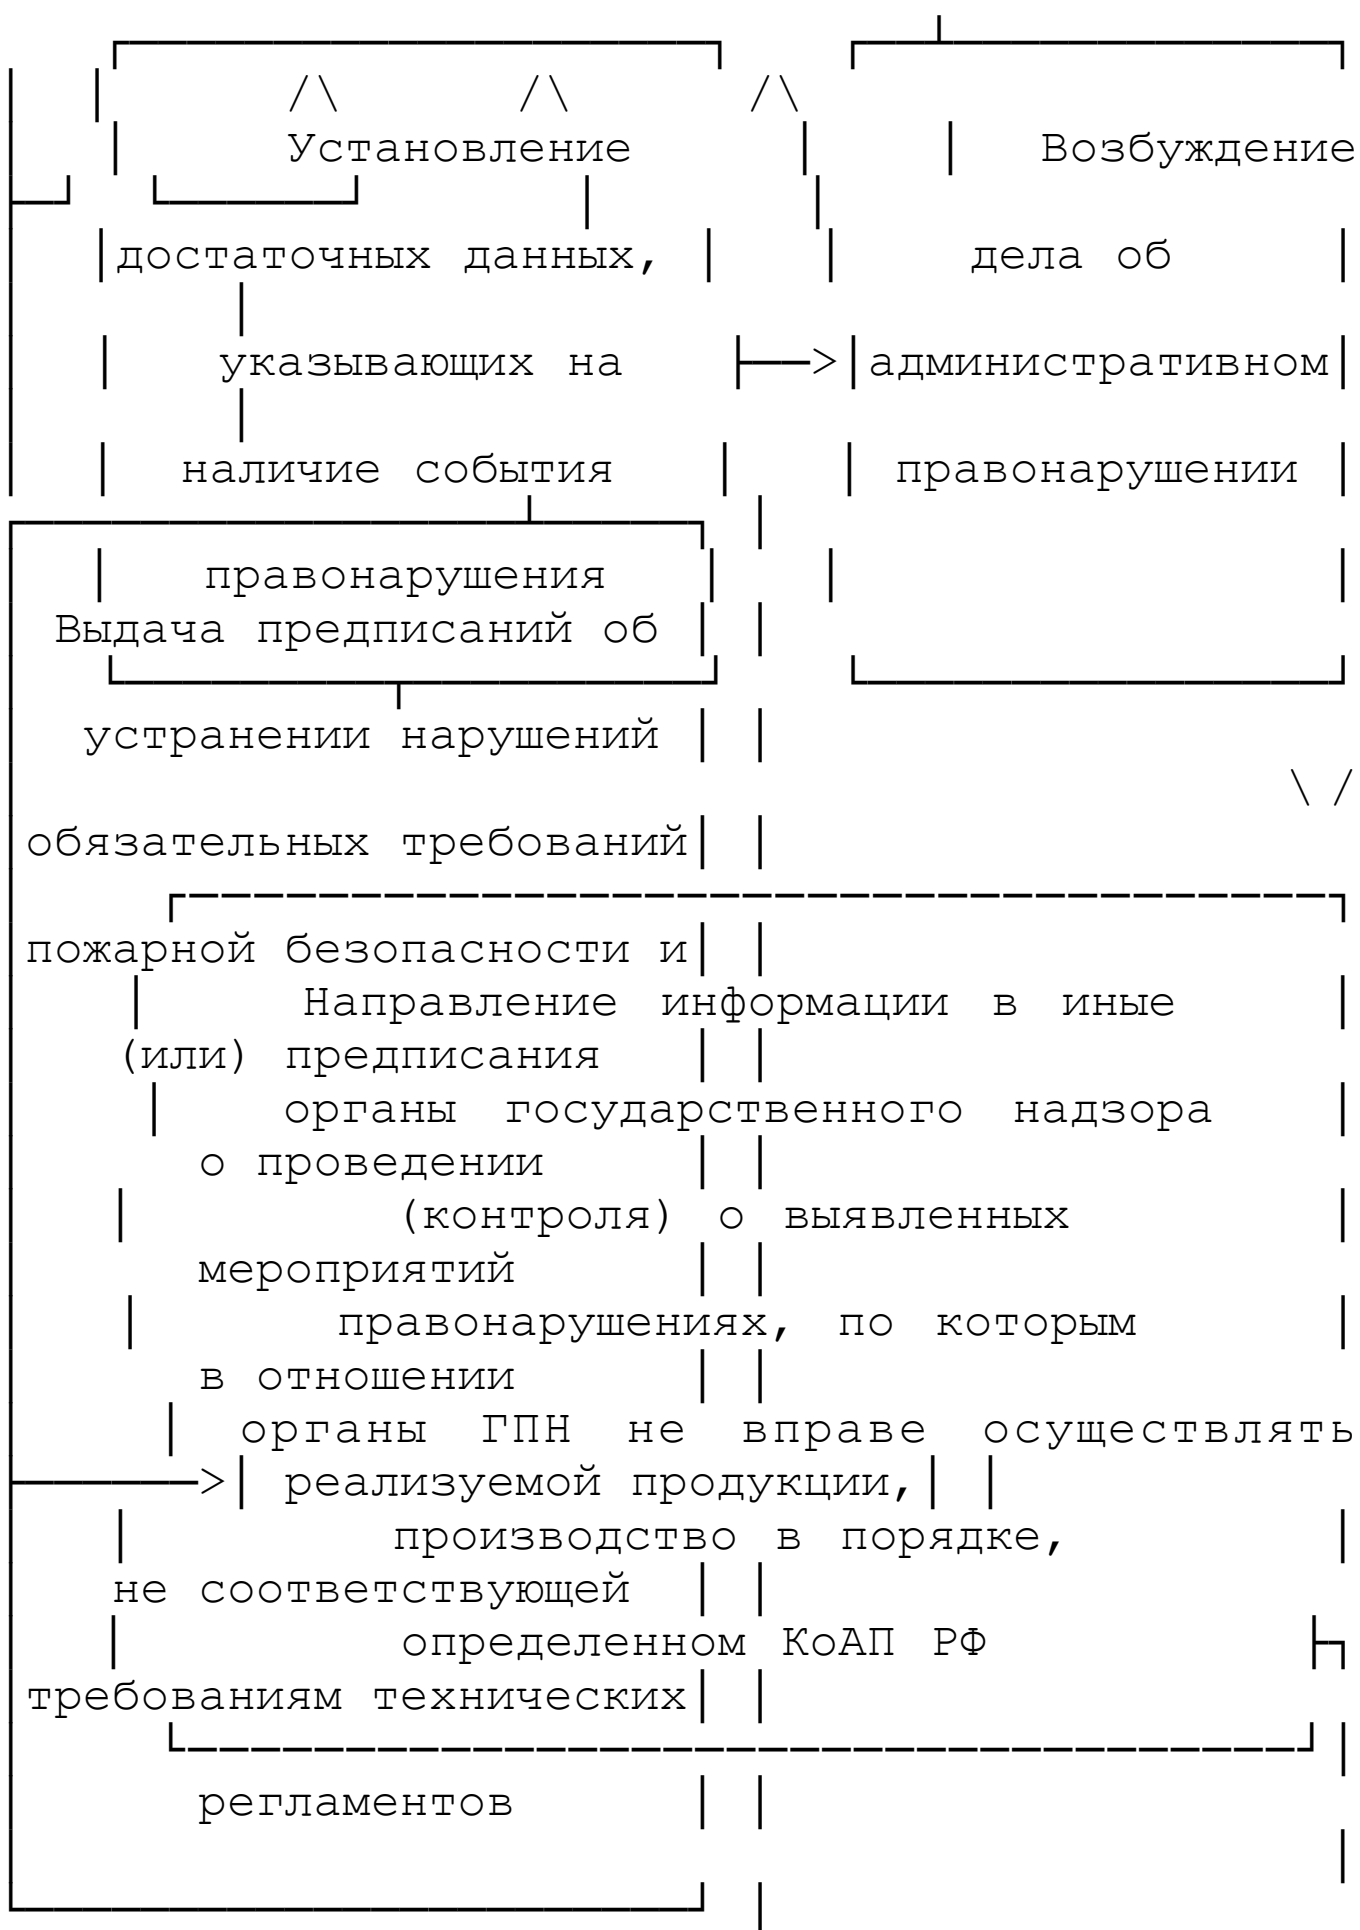 Установление Возбуждение
достаточных данных, дела об
указывающих на административном
наличие события правонарушении
правонарушения
Выдача предписаний об
устранении нарушений
обязательных требований
пожарной безопасности и
Направление информации в иные
(или) предписания
органы государственного надзора
о проведении
(контроля) о выявленных
мероприятий
правонарушениях, по которым
в отношении
органы ГПН не вправе осуществлять
реализуемой продукции,
производство в порядке,
не соответствующей
определенном КоАП РФ
требованиям технических
регламентов